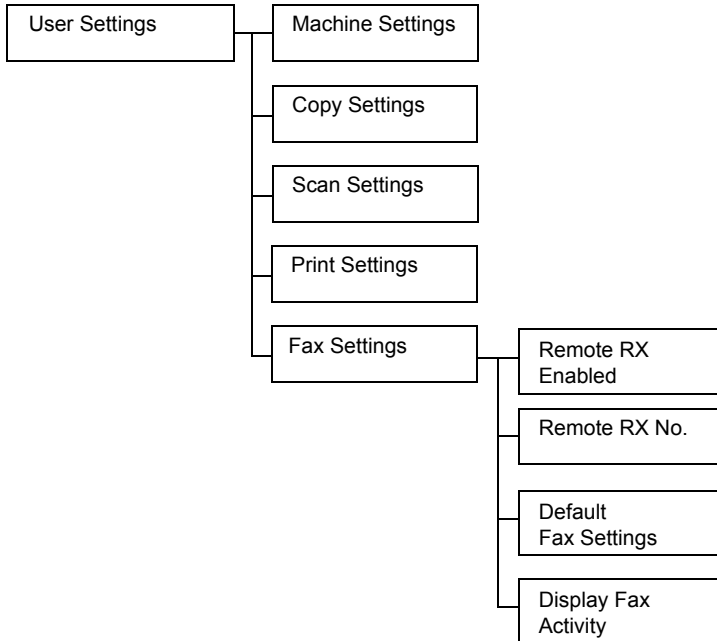 User Settings
Machine Settings
Copy Settings
Scan Settings
Print Settings
Fax Settings
Remote RX
Enabled
Remote RX No.
Default
Fax Settings
Display Fax
Activity